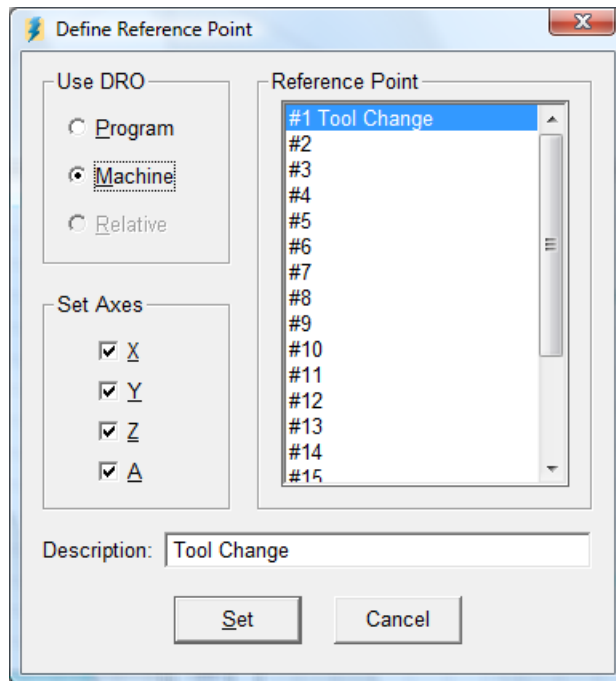 Define Reference Point
Use DRO
Program
Machine
Relative
Set Axes
X
Y
Z
A
Reference Point
#1 Tool Change
#2
#3
#4
#5
#6
#7
#8
#9
#10
#11
#12
#13
#14
#15
Description: Tool Change
Set Cancel